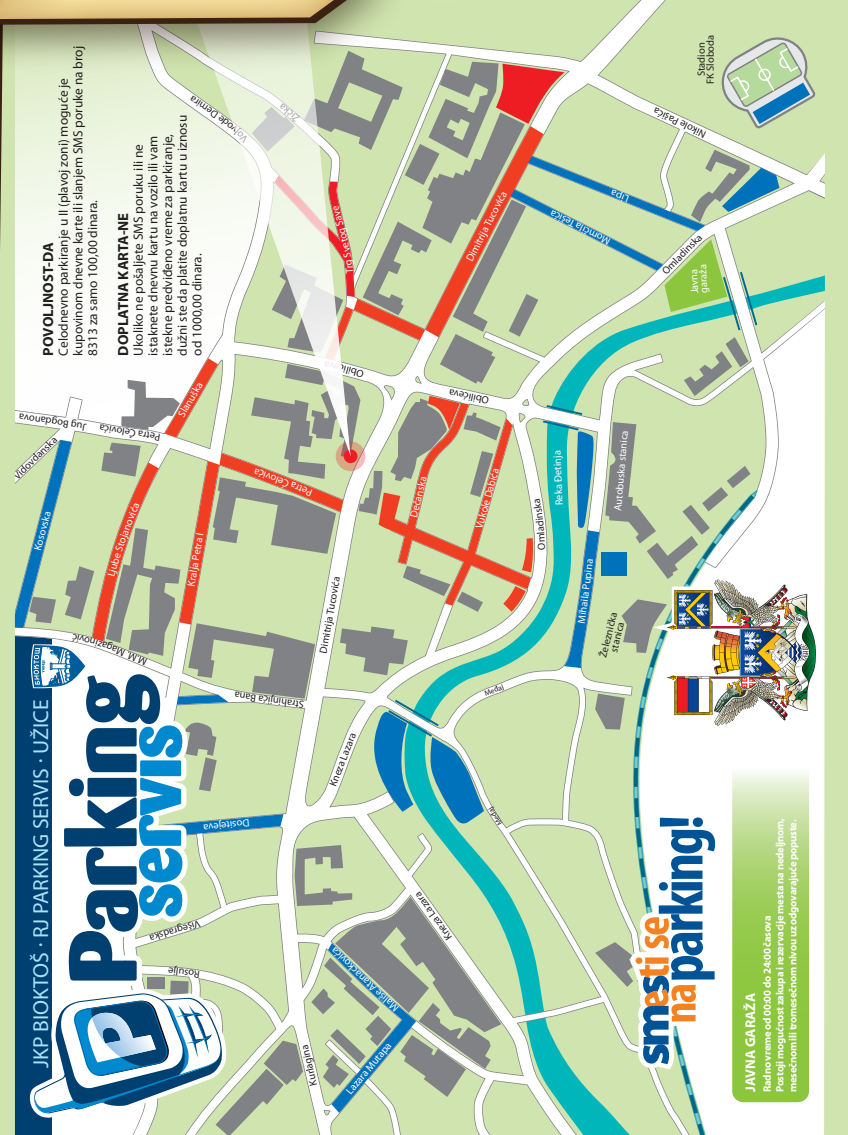 JKP BIOKTOŠ · RJ PARKING SERVIS · UŽICE
БИОКТОШ
P
Parking
servis
POVOLJNOST-DA
Celodnevno parkiranje u II (plavoj zoni) moguće je
kupovinom dnevne karte ili slanjem SMS poruke na broj
8313 za samo 100,00 dinara.
DOPLATNA KARTA-NE
Ukoliko ne pošaljete SMS poruku ili ne
istaknete dnevnu kartu na vozilo ili vam
istekne predviđeno vreme za parkiranje,
dužni ste da platite doplatnu kartu u iznosu
od 1000,00 dinara.
Vidovdanska
Jug Bogdanova
Kosovska
Petra Ćelovića
Slanuška
Ljube Stojanovića
Kralja Petra I
Petra Ćelovića
M.M. Magazinović
Strahinjića Bana
Dositejeva
Višegradska
Rosulje
Vojvode Demira
Žička
Trg Svetog Save
Obilićeva
Dimitrija Tucovića
Dimitrija Tucovića
Obilićeva
Dečanska
Vukole Dabića
Omladinska
Omladinska
Momčila Tešića
Lipa
Nikole Pašića
Stadion
FK Sloboda
Javna
garaža
Reka Đetinja
Autobuska stanica
Mihaila Pupina
Železnička
stanica
Međaj
Međaj
Kneza Lazara
Kneza Lazara
Mališe Atanackovića
Lazara Mutapa
Kurlagina
smesti se
na parking!
JAVNA GARAŽA
Radno vreme od 00:00 do 24:00 časova
Postoji mogućnost zakupa i rezervacije mesta na nedeljnom,
mesečnom ili tromesečnom nivou uz odgovarajuće popuste.